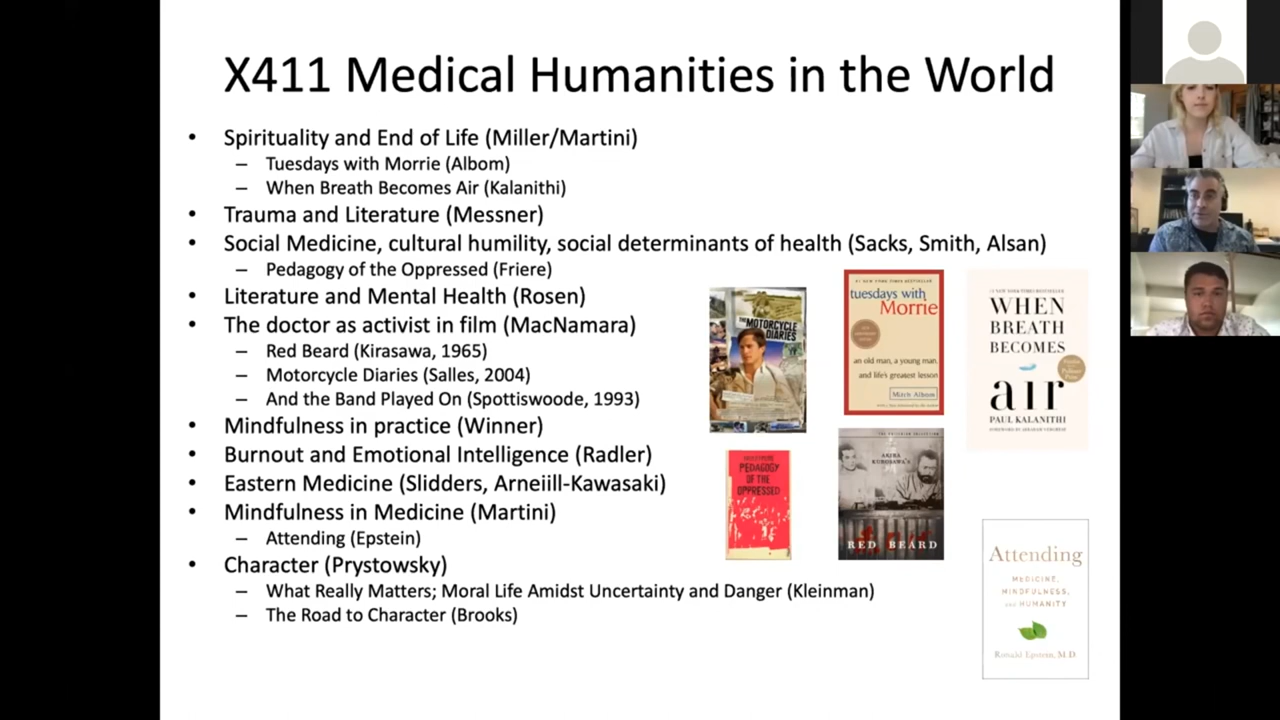 X411 Medical Humanities in the World
• Spirituality and End of Life (Miller/Martini)
– Tuesdays with Morrie (Albom)
– When Breath Becomes Air (Kalanithi)
• Trauma and Literature (Messner)
• Social Medicine, cultural humility, social determinants of health (Sacks, Smith, Alsan)
– Pedagogy of the Oppressed (Friere)
• Literature and Mental Health (Rosen)
• The doctor as activist in film (MacNamara)
– Red Beard (Kirasawa, 1965)
– Motorcycle Diaries (Salles, 2004)
– And the Band Played On (Spottiswoode, 1993)
• Mindfulness in practice (Winner)
• Burnout and Emotional Intelligence (Radler)
• Eastern Medicine (Slidders, Arneiill-Kawasaki)
• Mindfulness in Medicine (Martini)
– Attending (Epstein)
• Character (Prystowsky)
– What Really Matters; Moral Life Amidst Uncertainty and Danger (Kleinman)
– The Road to Character (Brooks)
THE
MOTORCYCLE
DIARIES
#1 NEW YORK TIMES BESTSELLER
tuesdays with
Morrie
an old man, a young man,
and life's greatest lesson
Mitch Albom
#1 NEW YORK TIMES BESTSELLER
WHEN
BREATH
BECOMES
air
PAUL KALANITHI
FOREWORD BY ABRAHAM VERGHESE
PEDAGOGY
OF THE
OPPRESSED
THE CRITERION COLLECTION
AKIRA
KUROSAWA'S
RED BEARD
Attending
MEDICINE,
MINDFULNESS,
AND HUMANITY
Ronald Epstein, M.D.